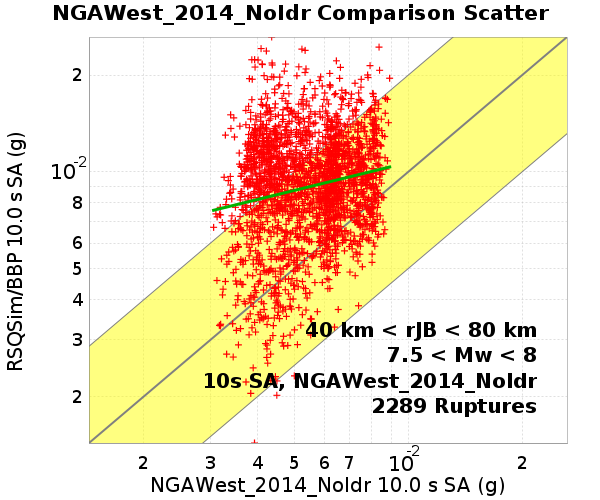 NGAWest_2014_NoIdr Comparison Scatter
RSQSim/BBP 10.0 s SA (g)
2
10-2
8
6
5
4
3
2
40 km < rJB < 80 km
7.5 < Mw < 8
10s SA, NGAWest_2014_NoIdr
2289 Ruptures
2 3 4 5 6 7 10-2 2
NGAWest_2014_NoIdr 10.0 s SA (g)